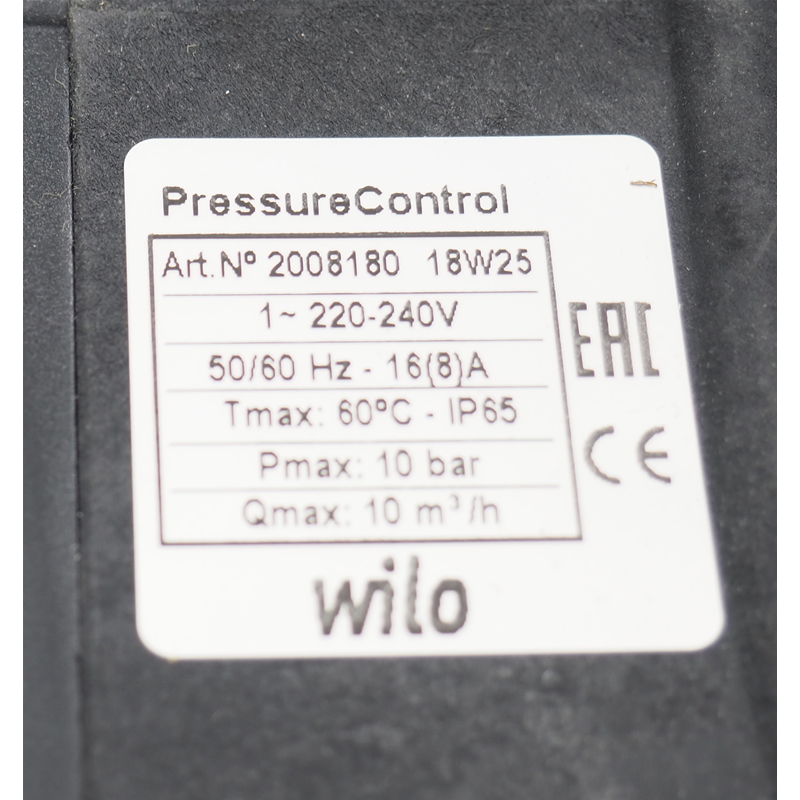 PressureControl
Art.Nº 2008180 18W25
1~ 220-240V
50/60 Hz - 16(8)A
Tmax: 60ºC - IP65
Pmax: 10 bar
Qmax: 10 m³/h
EAC
CE
wilo